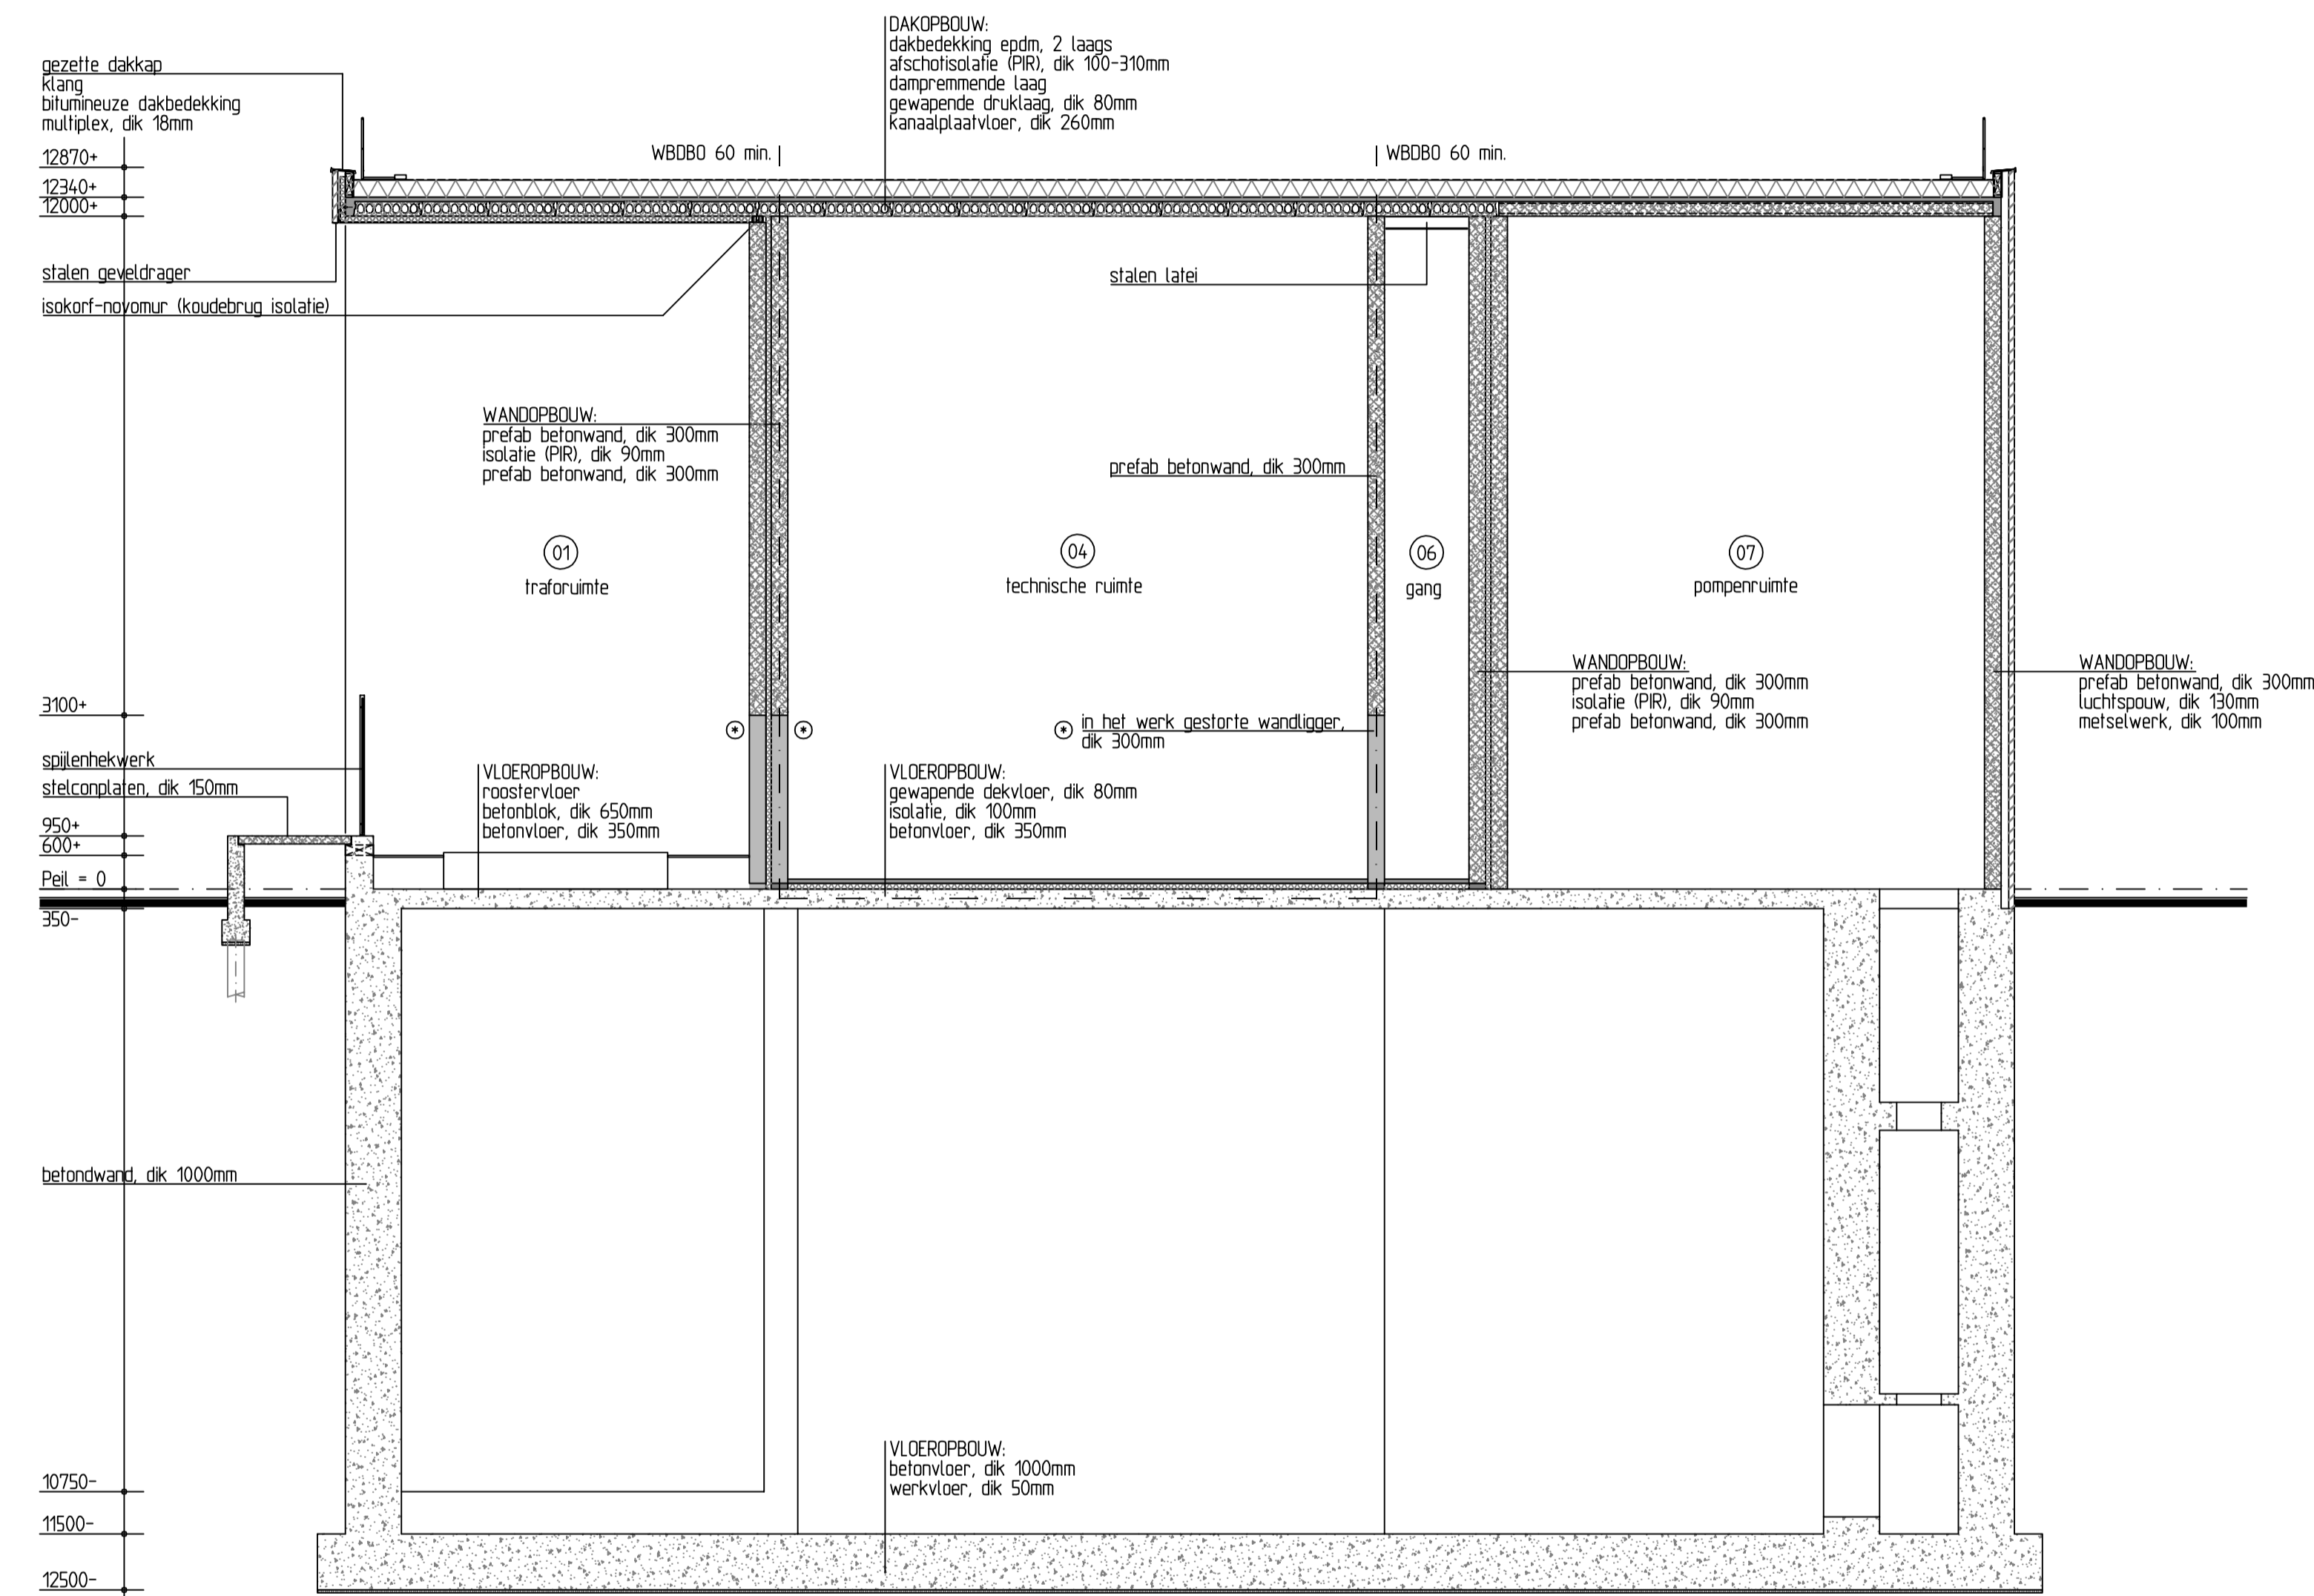 DAKOPBOUW:
dakbedekking epdm, 2 laags
afschotisolatie (PIR), dik 100-310mm
dampremmende laag
gewapende druklaag, dik 80mm
kanaalplaatvloer, dik 260mm
gezette dakkap
klang
bitumineuze dakbedekking
multiplex, dik 18mm
WBDBO 60 min.
WBDBO 60 min.
12870+
12340+
12000+
stalen geveldrager
isokorf-novomur (koudebrug isolatie)
stalen latei
WANDOPBOUW:
prefab betonwand, dik 300mm
isolatie (PIR), dik 90mm
prefab betonwand, dik 300mm
prefab betonwand, dik 300mm
01
traforuimte
04
technische ruimte
06
gang
07
pompenruimte
WANDOPBOUW:
prefab betonwand, dik 300mm
isolatie (PIR), dik 90mm
prefab betonwand, dik 300mm
WANDOPBOUW:
prefab betonwand, dik 300mm
luchtspouw, dik 130mm
metselwerk, dik 100mm
3100+
*
*
* in het werk gestorte wandligger,
dik 300mm
spijlenhekwerk
stelconplaten, dik 150mm
VLOEROPBOUW:
roostervloer
betonblok, dik 650mm
betonvloer, dik 350mm
VLOEROPBOUW:
gewapende dekvloer, dik 80mm
isolatie, dik 100mm
betonvloer, dik 350mm
950+
600+
Peil = 0
350-
betondwand, dik 1000mm
VLOEROPBOUW:
betonvloer, dik 1000mm
werkvloer, dik 50mm
10750-
11500-
12500-